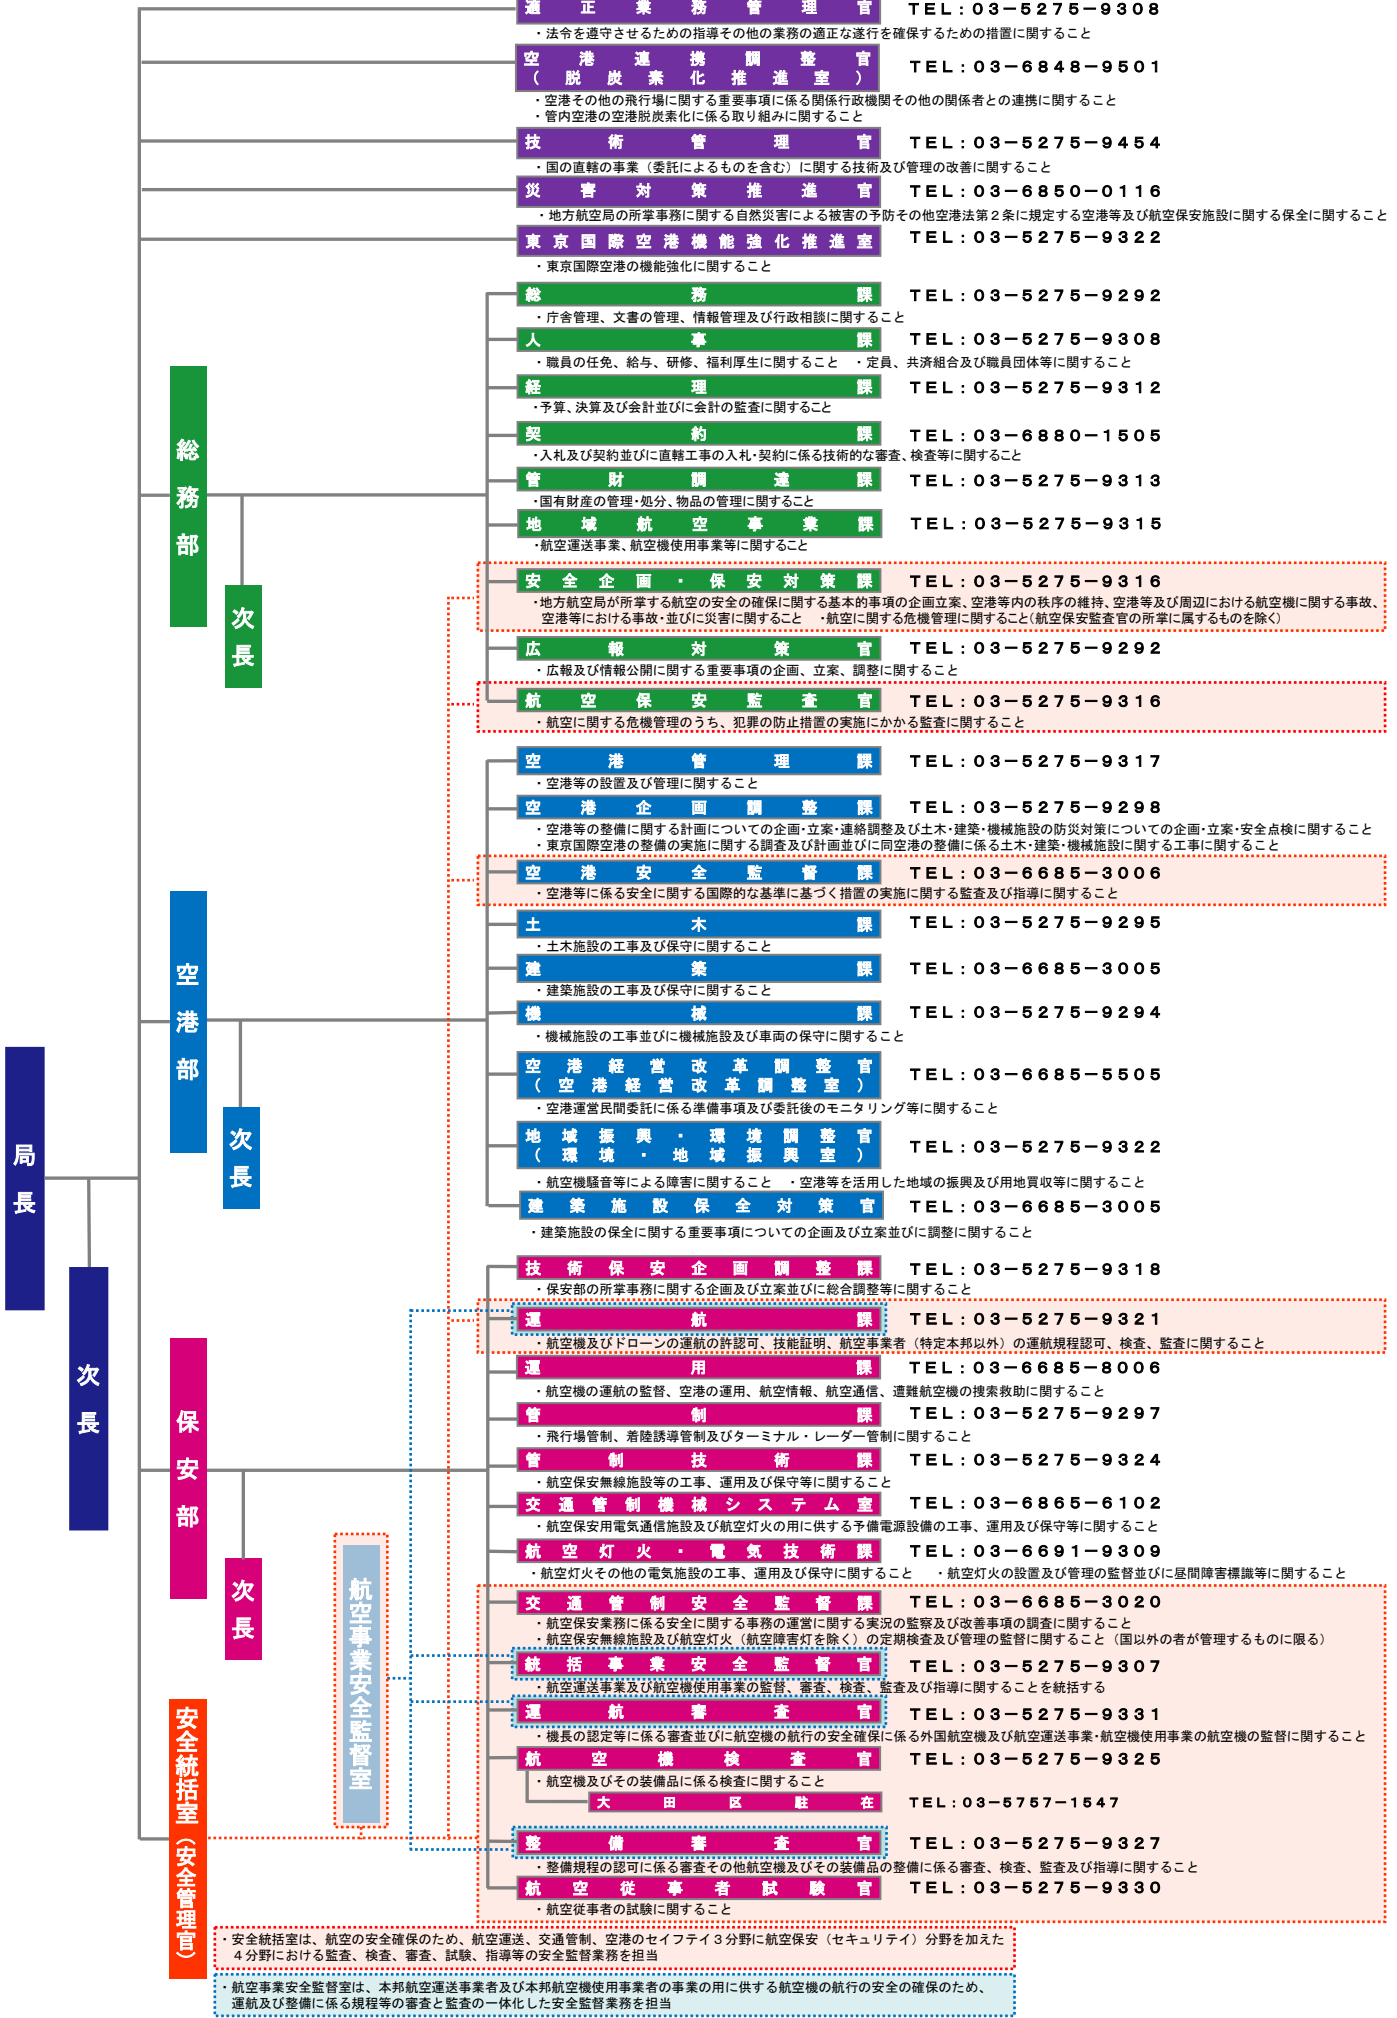 適正業務管理官 TEL：03－5275－9308
・法令を遵守させるための指導その他の業務の適正な遂行を確保するための措置に関すること
空港連携調整官 TEL：03－6848－9501
（脱炭素化推進室）
・空港その他の飛行場に関する重要事項に係る関係行政機関その他の関係者との連携に関すること
・管内空港の空港脱炭素化に係る取り組みに関すること
技術管理官 TEL：03－5275－9454
・国の直轄の事業（委託によるものを含む）に関する技術及び管理の改善に関すること
災害対策推進官 TEL：03－6850－0116
・地方航空局の所掌事務に関する自然災害による被害の予防その他空港法第２条に規定する空港等及び航空保安施設に関する保全に関すること
東京国際空港機能強化推進室 TEL：03－5275－9322
・東京国際空港の機能強化に関すること
総務課 TEL：03－5275－9292
・庁舎管理、文書の管理、情報管理及び行政相談に関すること
人事課 TEL：03－5275－9308
・職員の任免、給与、研修、福利厚生に関すること ・定員、共済組合及び職員団体等に関すること
経理課 TEL：03－5275－9312
・予算、決算及び会計並びに会計の監査に関すること
契約課 TEL：03－6880－1505
・入札及び契約並びに直轄工事の入札・契約に係る技術的な審査、検査等に関すること
管財調達課 TEL：03－5275－9313
・国有財産の管理・処分、物品の管理に関すること
地域航空事業課 TEL：03－5275－9315
・航空運送事業、航空機使用事業等に関すること
安全企画・保安対策課 TEL：03－5275－9316
・地方航空局が所掌する航空の安全の確保に関する基本的事項の企画立案、空港等内の秩序の維持、空港等及び周辺における航空機に関する事故、
空港等における事故・並びに災害に関すること ・航空に関する危機管理に関すること（航空保安監査官の所掌に属するものを除く）
広報対策官 TEL：03－5275－9292
・広報及び情報公開に関する重要事項の企画、立案、調整に関すること
航空保安監査官 TEL：03－5275－9316
・航空に関する危機管理のうち、犯罪の防止措置の実施にかかる監査に関すること
総務部
次長
空港管理課 TEL：03－5275－9317
・空港等の設置及び管理に関すること
空港企画調整課 TEL：03－5275－9298
・空港等の整備に関する計画についての企画・立案・連絡調整及び土木・建築・機械施設の防災対策についての企画・立案・安全点検に関すること
・東京国際空港の整備の実施に関する調査及び計画並びに同空港の整備に係る土木・建築・機械施設に関する工事に関すること
空港安全監督課 TEL：03－6685－3006
・空港等に係る安全に関する国際的な基準に基づく措置の実施に関する監査及び指導に関すること
土木課 TEL：03－5275－9295
・土木施設の工事及び保守に関すること
建築課 TEL：03－6685－3005
・建築施設の工事及び保守に関すること
機械課 TEL：03－5275－9294
・機械施設の工事並びに機械施設及び車両の保守に関すること
空港経営改革調整官 TEL：03－6685－5505
（空港経営改革調整室）
・空港運営民間委託に係る準備事項及び委託後のモニタリング等に関すること
地域振興・環境調整官 TEL：03－5275－9322
（環境・地域振興室）
・航空機騒音等による障害に関すること ・空港等を活用した地域の振興及び用地買収等に関すること
建築施設保全対策官 TEL：03－6685－3005
・建築施設の保全に関する重要事項についての企画及び立案並びに調整に関すること
空港部
次長
局長
次長
技術保安企画調整課 TEL：03－5275－9318
・保安部の所掌事務に関する企画及び立案並びに総合調整等に関すること
運航課 TEL：03－5275－9321
・航空機及びドローンの運航の許認可、技能証明、航空事業者（特定本邦以外）の運航規程認可、検査、監査に関すること
運用課 TEL：03－6685－8006
・航空機の運航の監督、空港の運用、航空情報、航空通信、遭難航空機の捜索救助に関すること
管制課 TEL：03－5275－9297
・飛行場管制、着陸誘導管制及びターミナル・レーダー管制に関すること
管制技術課 TEL：03－5275－9324
・航空保安無線施設等の工事、運用及び保守等に関すること
交通管制機械システム室 TEL：03－6865－6102
・航空保安用電気通信施設及び航空灯火の用に供する予備電源設備の工事、運用及び保守等に関すること
航空灯火・電気技術課 TEL：03－6691－9309
・航空灯火その他の電気施設の工事、運用及び保守に関すること ・航空灯火の設置及び管理の監督並びに昼間障害標識等に関すること
交通管制安全監督課 TEL：03－6685－3020
・航空保安業務に係る安全に関する事務の運営に関する実況の監察及び改善事項の調査に関すること
・航空保安無線施設及び航空灯火（航空障害灯を除く）の定期検査及び管理の監督に関すること（国以外の者が管理するものに限る）
統括事業安全監督官 TEL：03－5275－9307
・航空運送事業及び航空機使用事業の監督、審査、検査、監査及び指導に関することを統括する
運航審査官 TEL：03－5275－9331
・機長の認定等に係る審査並びに航空機の航行の安全確保に係る外国航空機及び航空運送事業・航空機使用事業の航空機の監督に関すること
航空機検査官 TEL：03－5275－9325
・航空機及びその装備品に係る検査に関すること
大田区駐在 TEL：03－5757－1547
整備審査官 TEL：03－5275－9327
・整備規程の認可に係る審査その他航空機及びその装備品の整備に係る審査、検査、監査及び指導に関すること
航空従事者試験官 TEL：03－5275－9330
・航空従事者の試験に関すること
保安部
次長
航空事業安全監督室
安全統括室（安全管理官）
・安全統括室は、航空の安全確保のため、航空運送、交通管制、空港のセイフテイ３分野に航空保安（セキュリテイ）分野を加えた
４分野における監査、検査、審査、試験、指導等の安全監督業務を担当
・航空事業安全監督室は、本邦航空運送事業者及び本邦航空機使用事業者の事業の用に供する航空機の航行の安全の確保のため、
運航及び整備に係る規程等の審査と監査の一体化した安全監督業務を担当